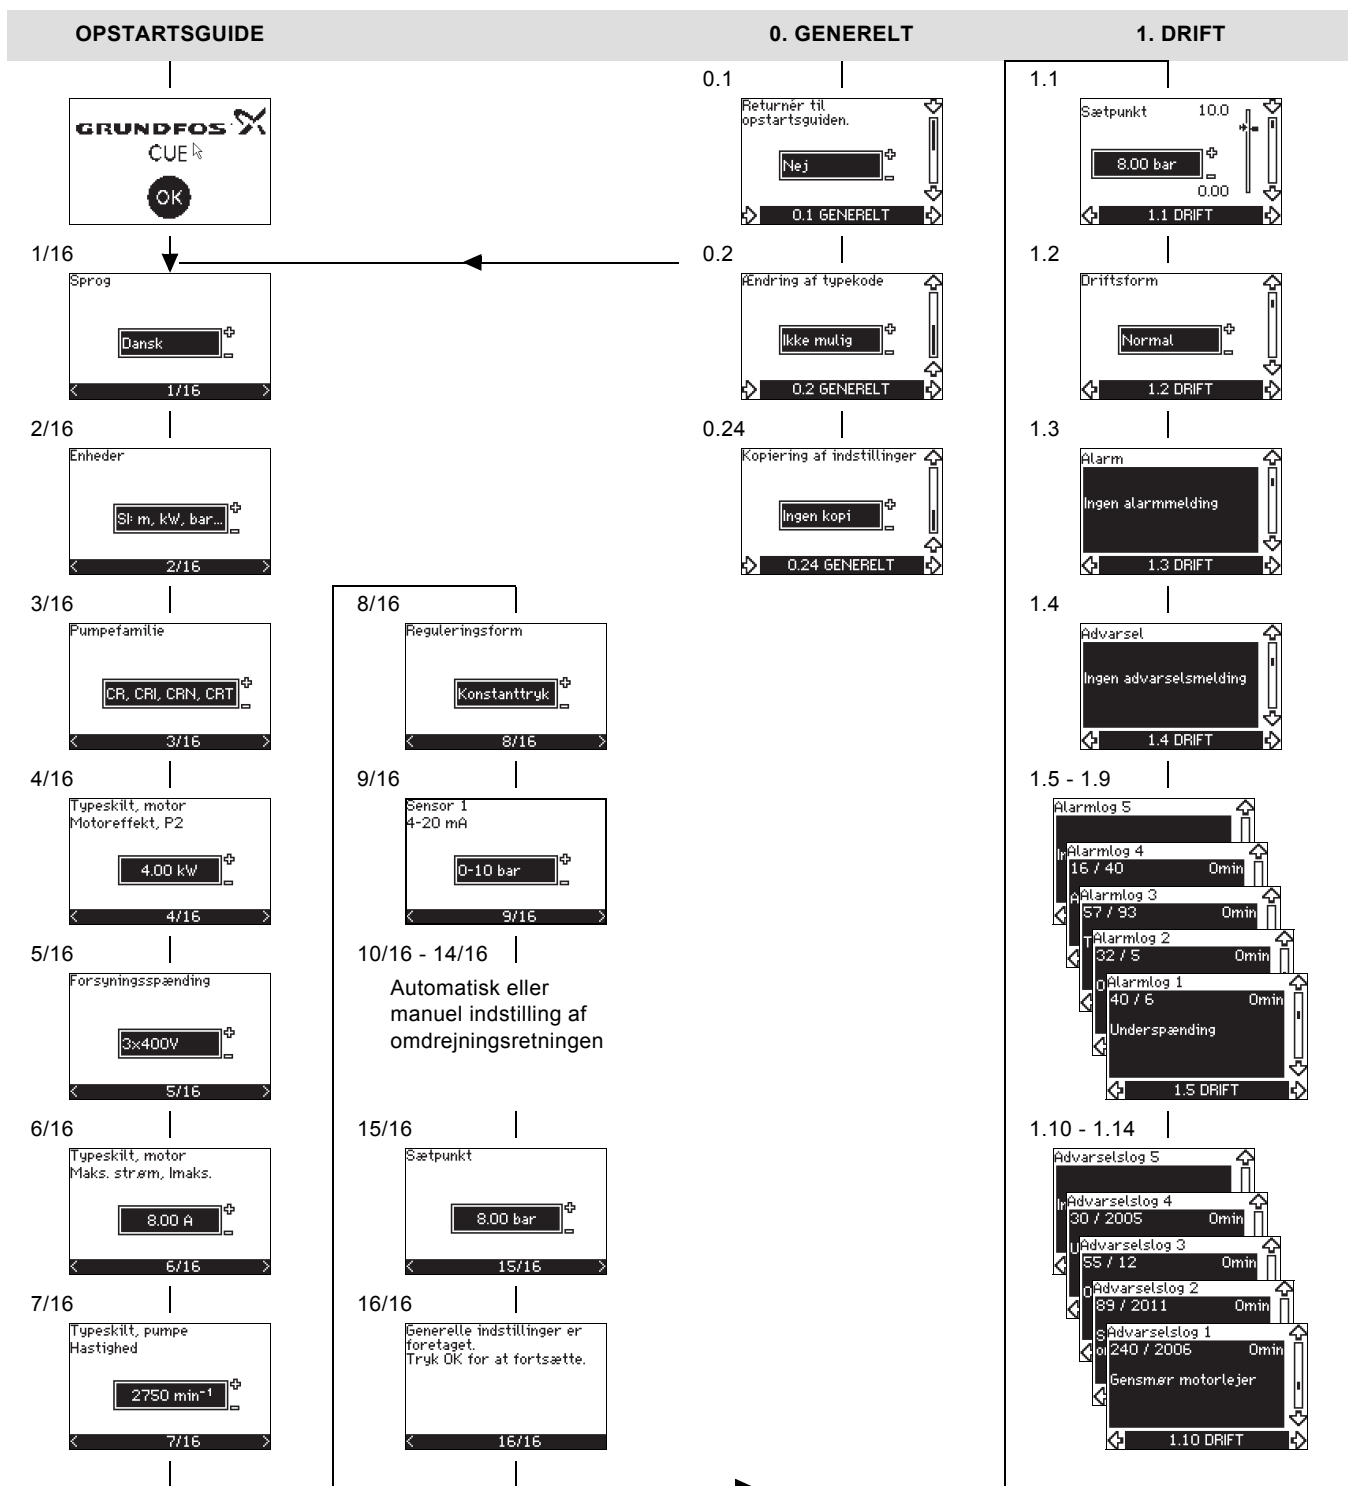 OPSTARTSGUIDE
0. GENERELT
1. DRIFT
GRUNDFOS
CUE
OK
1/16
Sprog
Dansk
1/16
2/16
Enheder
SI: m, kW, bar...
2/16
3/16
Pumpefamilie
CR, CRI, CRN, CRT
3/16
4/16
Typeskilt, motor
Motoreffekt, P2
4.00 kW
4/16
5/16
Forsyningsspænding
3x400V
5/16
6/16
Typeskilt, motor
Maks. strøm, Imaks.
8.00 A
6/16
7/16
Typeskilt, pumpe
Hastighed
2750 min⁻¹
7/16
8/16
Reguleringsform
Konstanttryk
8/16
9/16
Sensor 1
4-20 mA
0-10 bar
9/16
10/16 - 14/16
Automatisk eller
manuel indstilling af
omdrejningsretningen
15/16
Sætpunkt
8.00 bar
15/16
16/16
Generelle indstillinger er
foretaget.
Tryk OK for at fortsætte.
16/16
0.1
Returnér til
opstartsguiden.
Nej
0.1 GENERELT
0.2
Ændring af typekode
Ikke mulig
0.2 GENERELT
0.24
Kopiering af indstillinger
Ingen kopi
0.24 GENERELT
1.1
Sætpunkt 10.0
8.00 bar
0.00
1.1 DRIFT
1.2
Driftsform
Normal
1.2 DRIFT
1.3
Alarm
Ingen alarmmelding
1.3 DRIFT
1.4
Advarsel
Ingen advarselsmelding
1.4 DRIFT
1.5 - 1.9
Alarmlog 5
Alarmlog 4
16 / 40 0min
Alarmlog 3
57 / 93 0min
Alarmlog 2
32 / 5 0min
Alarmlog 1
40 / 6 0min
Underspænding
1.5 DRIFT
1.10 - 1.14
Advarselslog 5
Advarselslog 4
30 / 2005 0min
Advarselslog 3
55 / 12 0min
Advarselslog 2
89 / 2011 0min
Advarselslog 1
240 / 2006 0min
Gensmør motorlejer
1.10 DRIFT